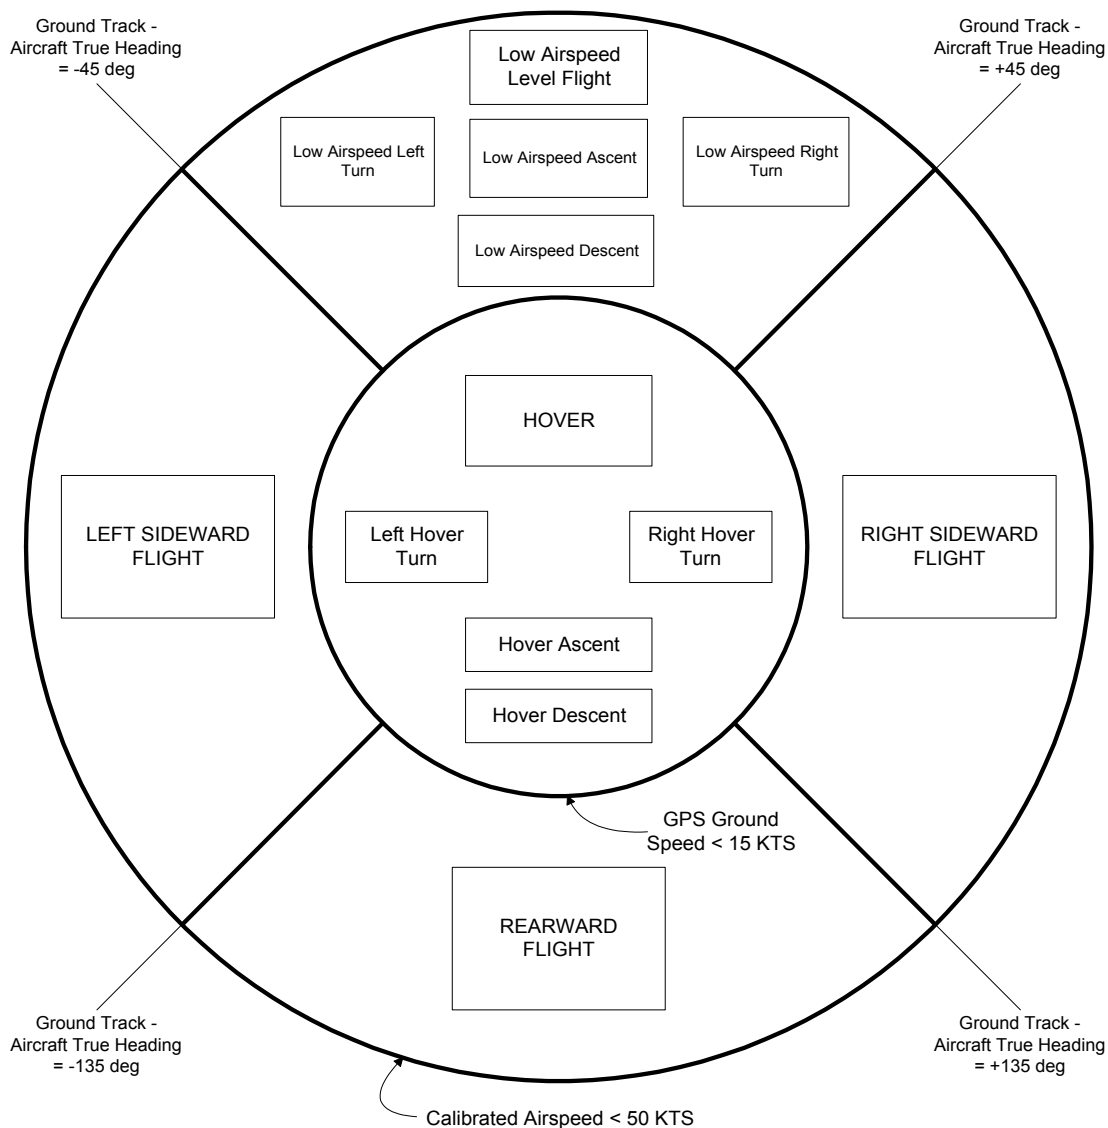 Ground Track -
Aircraft True Heading
= -45 deg
Ground Track -
Aircraft True Heading
= +45 deg
Low Airspeed
Level Flight
Low Airspeed Left
Turn
Low Airspeed Ascent
Low Airspeed Right
Turn
Low Airspeed Descent
HOVER
LEFT SIDEWARD
FLIGHT
Left Hover
Turn
Right Hover
Turn
RIGHT SIDEWARD
FLIGHT
Hover Ascent
Hover Descent
GPS Ground
Speed < 15 KTS
REARWARD
FLIGHT
Ground Track -
Aircraft True Heading
= -135 deg
Ground Track -
Aircraft True Heading
= +135 deg
Calibrated Airspeed < 50 KTS